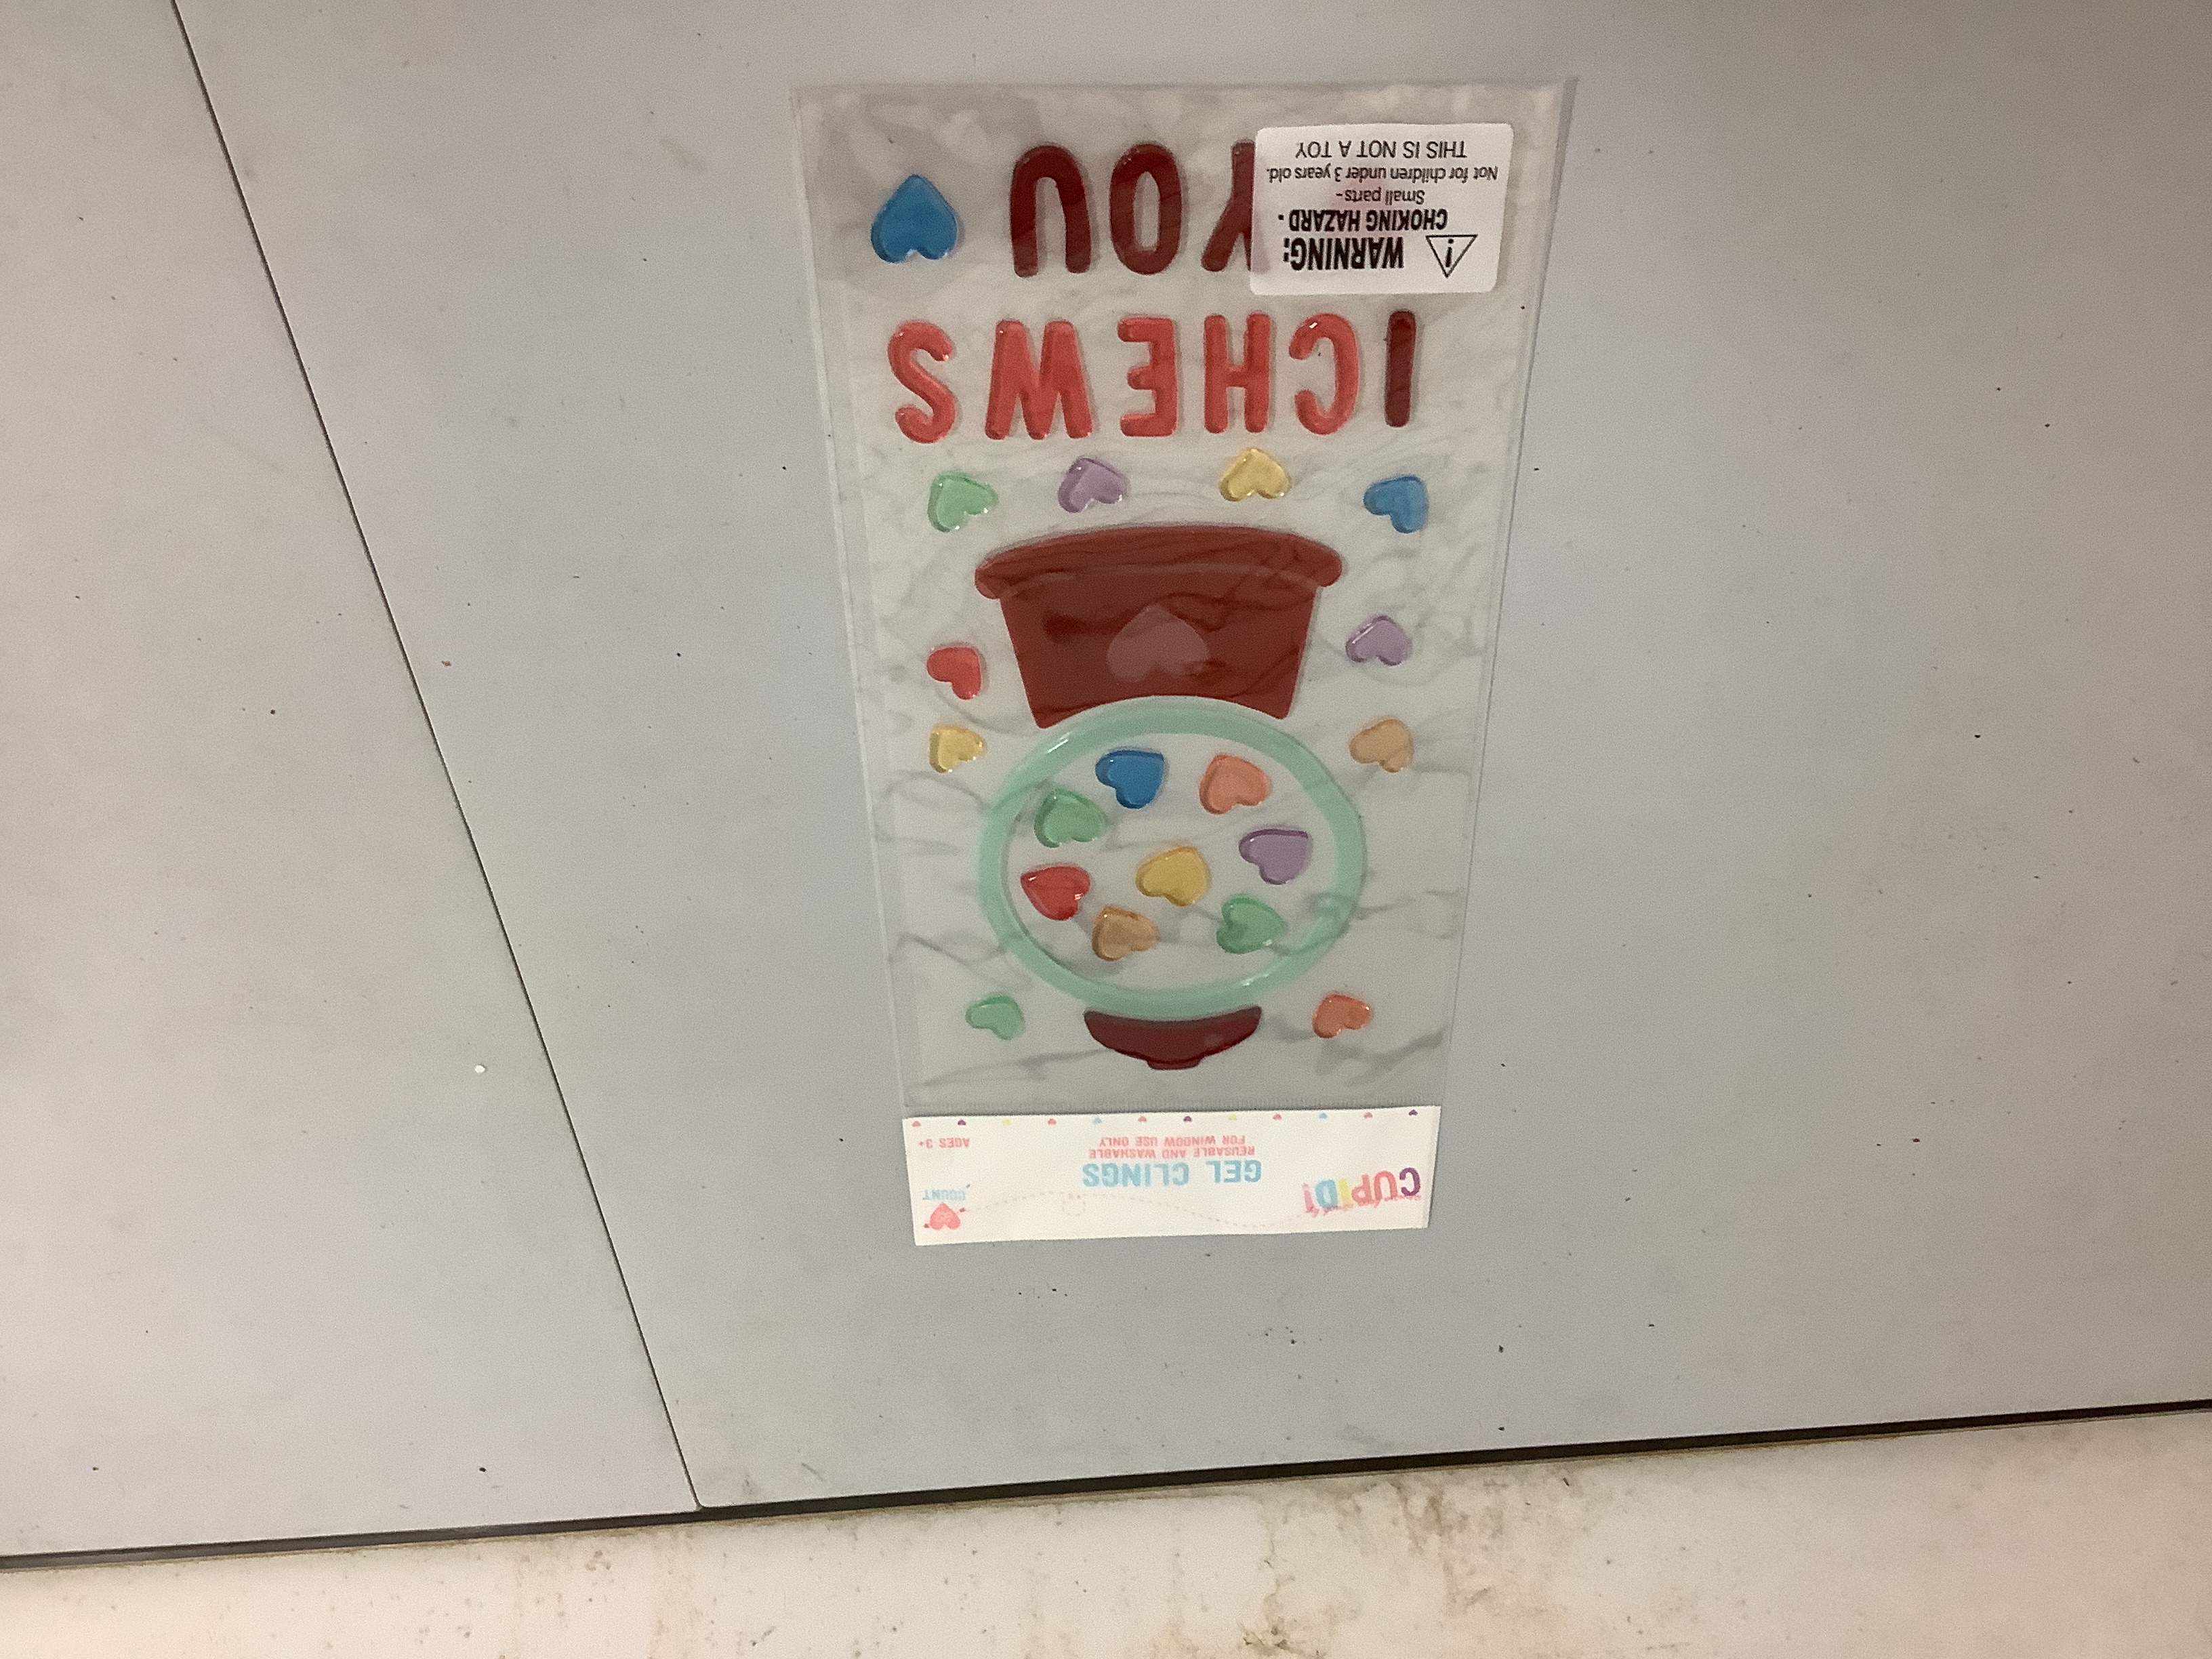 CUPID!
COUNT
GEL CLINGS
REUSABLE AND WASHABLE
FOR WINDOW USE ONLY
AGES 3+
I CHEWS
YOU
WARNING:
CHOKING HAZARD-
Small parts-
Not for children under 3 years old.
THIS IS NOT A TOY